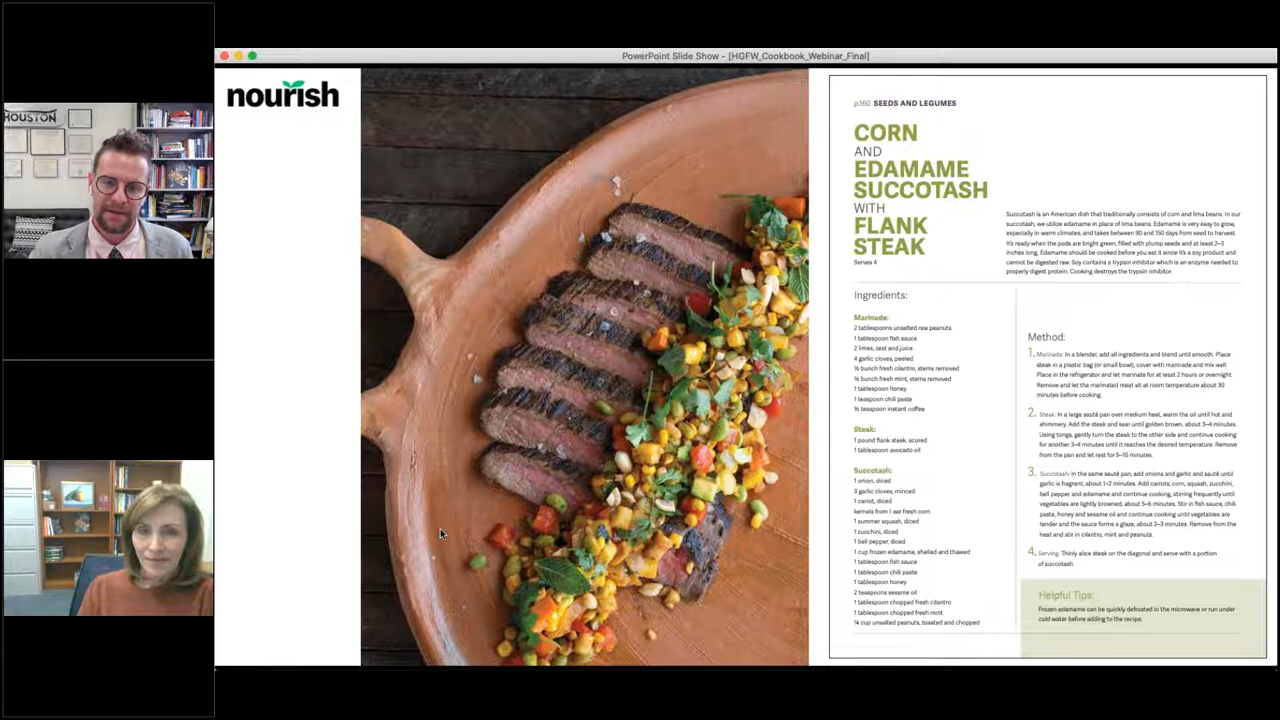 PowerPoint Slide Show - [HGFW_Cookbook_Webinar_Final]
HOUSTON
nourish
p160 SEEDS AND LEGUMES
CORN
AND
EDAMAME
SUCCOTASH
WITH
FLANK
STEAK
Serves 4
Succotash is an American dish that traditionally consists of corn and lima beans. In our
succotash, we utilize edamame in place of lima beans. Edamame is very easy to grow,
especially in warm climates, and takes between 90 and 150 days from seed to harvest.
It's ready when the pods are bright green, filled with plump seeds and at least 2–3
inches long. Edamame should be cooked before you eat it since it's a soy product and
cannot be digested raw. Soy contains a trypsin inhibitor which is an enzyme needed to
properly digest protein. Cooking destroys the trypsin inhibitor.
Ingredients:
Marinade:
2 tablespoons unsalted raw peanuts
1 tablespoon fish sauce
2 limes, zest and juice
4 garlic cloves, peeled
½ bunch fresh cilantro, stems removed
½ bunch fresh mint, stems removed
1 tablespoon honey
1 teaspoon chili paste
½ teaspoon instant coffee
Steak:
1 pound flank steak, scored
1 tablespoon avocado oil
Succotash:
1 onion, diced
3 garlic cloves, minced
1 carrot, diced
kernels from 1 ear fresh corn
1 summer squash, diced
1 zucchini, diced
1 bell pepper, diced
1 cup frozen edamame, shelled and thawed
1 tablespoon fish sauce
1 tablespoon chili paste
1 tablespoon honey
2 teaspoons sesame oil
1 tablespoon chopped fresh cilantro
1 tablespoon chopped fresh mint
¼ cup unsalted peanuts, toasted and chopped
Method:
1. Marinade: In a blender, add all ingredients and blend until smooth. Place
steak in a plastic bag (or small bowl), cover with marinade and mix well.
Place in the refrigerator and let marinate for at least 2 hours or overnight.
Remove and let the marinated meat sit at room temperature about 30
minutes before cooking.
2. Steak: In a large sauté pan over medium heat, warm the oil until hot and
shimmery. Add the steak and sear until golden brown, about 3–4 minutes.
Using tongs, gently turn the steak to the other side and continue cooking
for another 3–4 minutes until it reaches the desired temperature. Remove
from the pan and let rest for 5–10 minutes.
3. Succotash: In the same sauté pan, add onions and garlic and sauté until
garlic is fragrant, about 1–2 minutes. Add carrots, corn, squash, zucchini,
bell pepper and edamame and continue cooking, stirring frequently until
vegetables are lightly browned, about 5–6 minutes. Stir in fish sauce, chili
paste, honey and sesame oil and continue cooking until vegetables are
tender and the sauce forms a glaze, about 2–3 minutes. Remove from the
heat and stir in cilantro, mint and peanuts.
4. Serving: Thinly slice steak on the diagonal and serve with a portion
of succotash.
Helpful Tips:
Frozen edamame can be quickly defrosted in the microwave or run under
cold water before adding to the recipe.